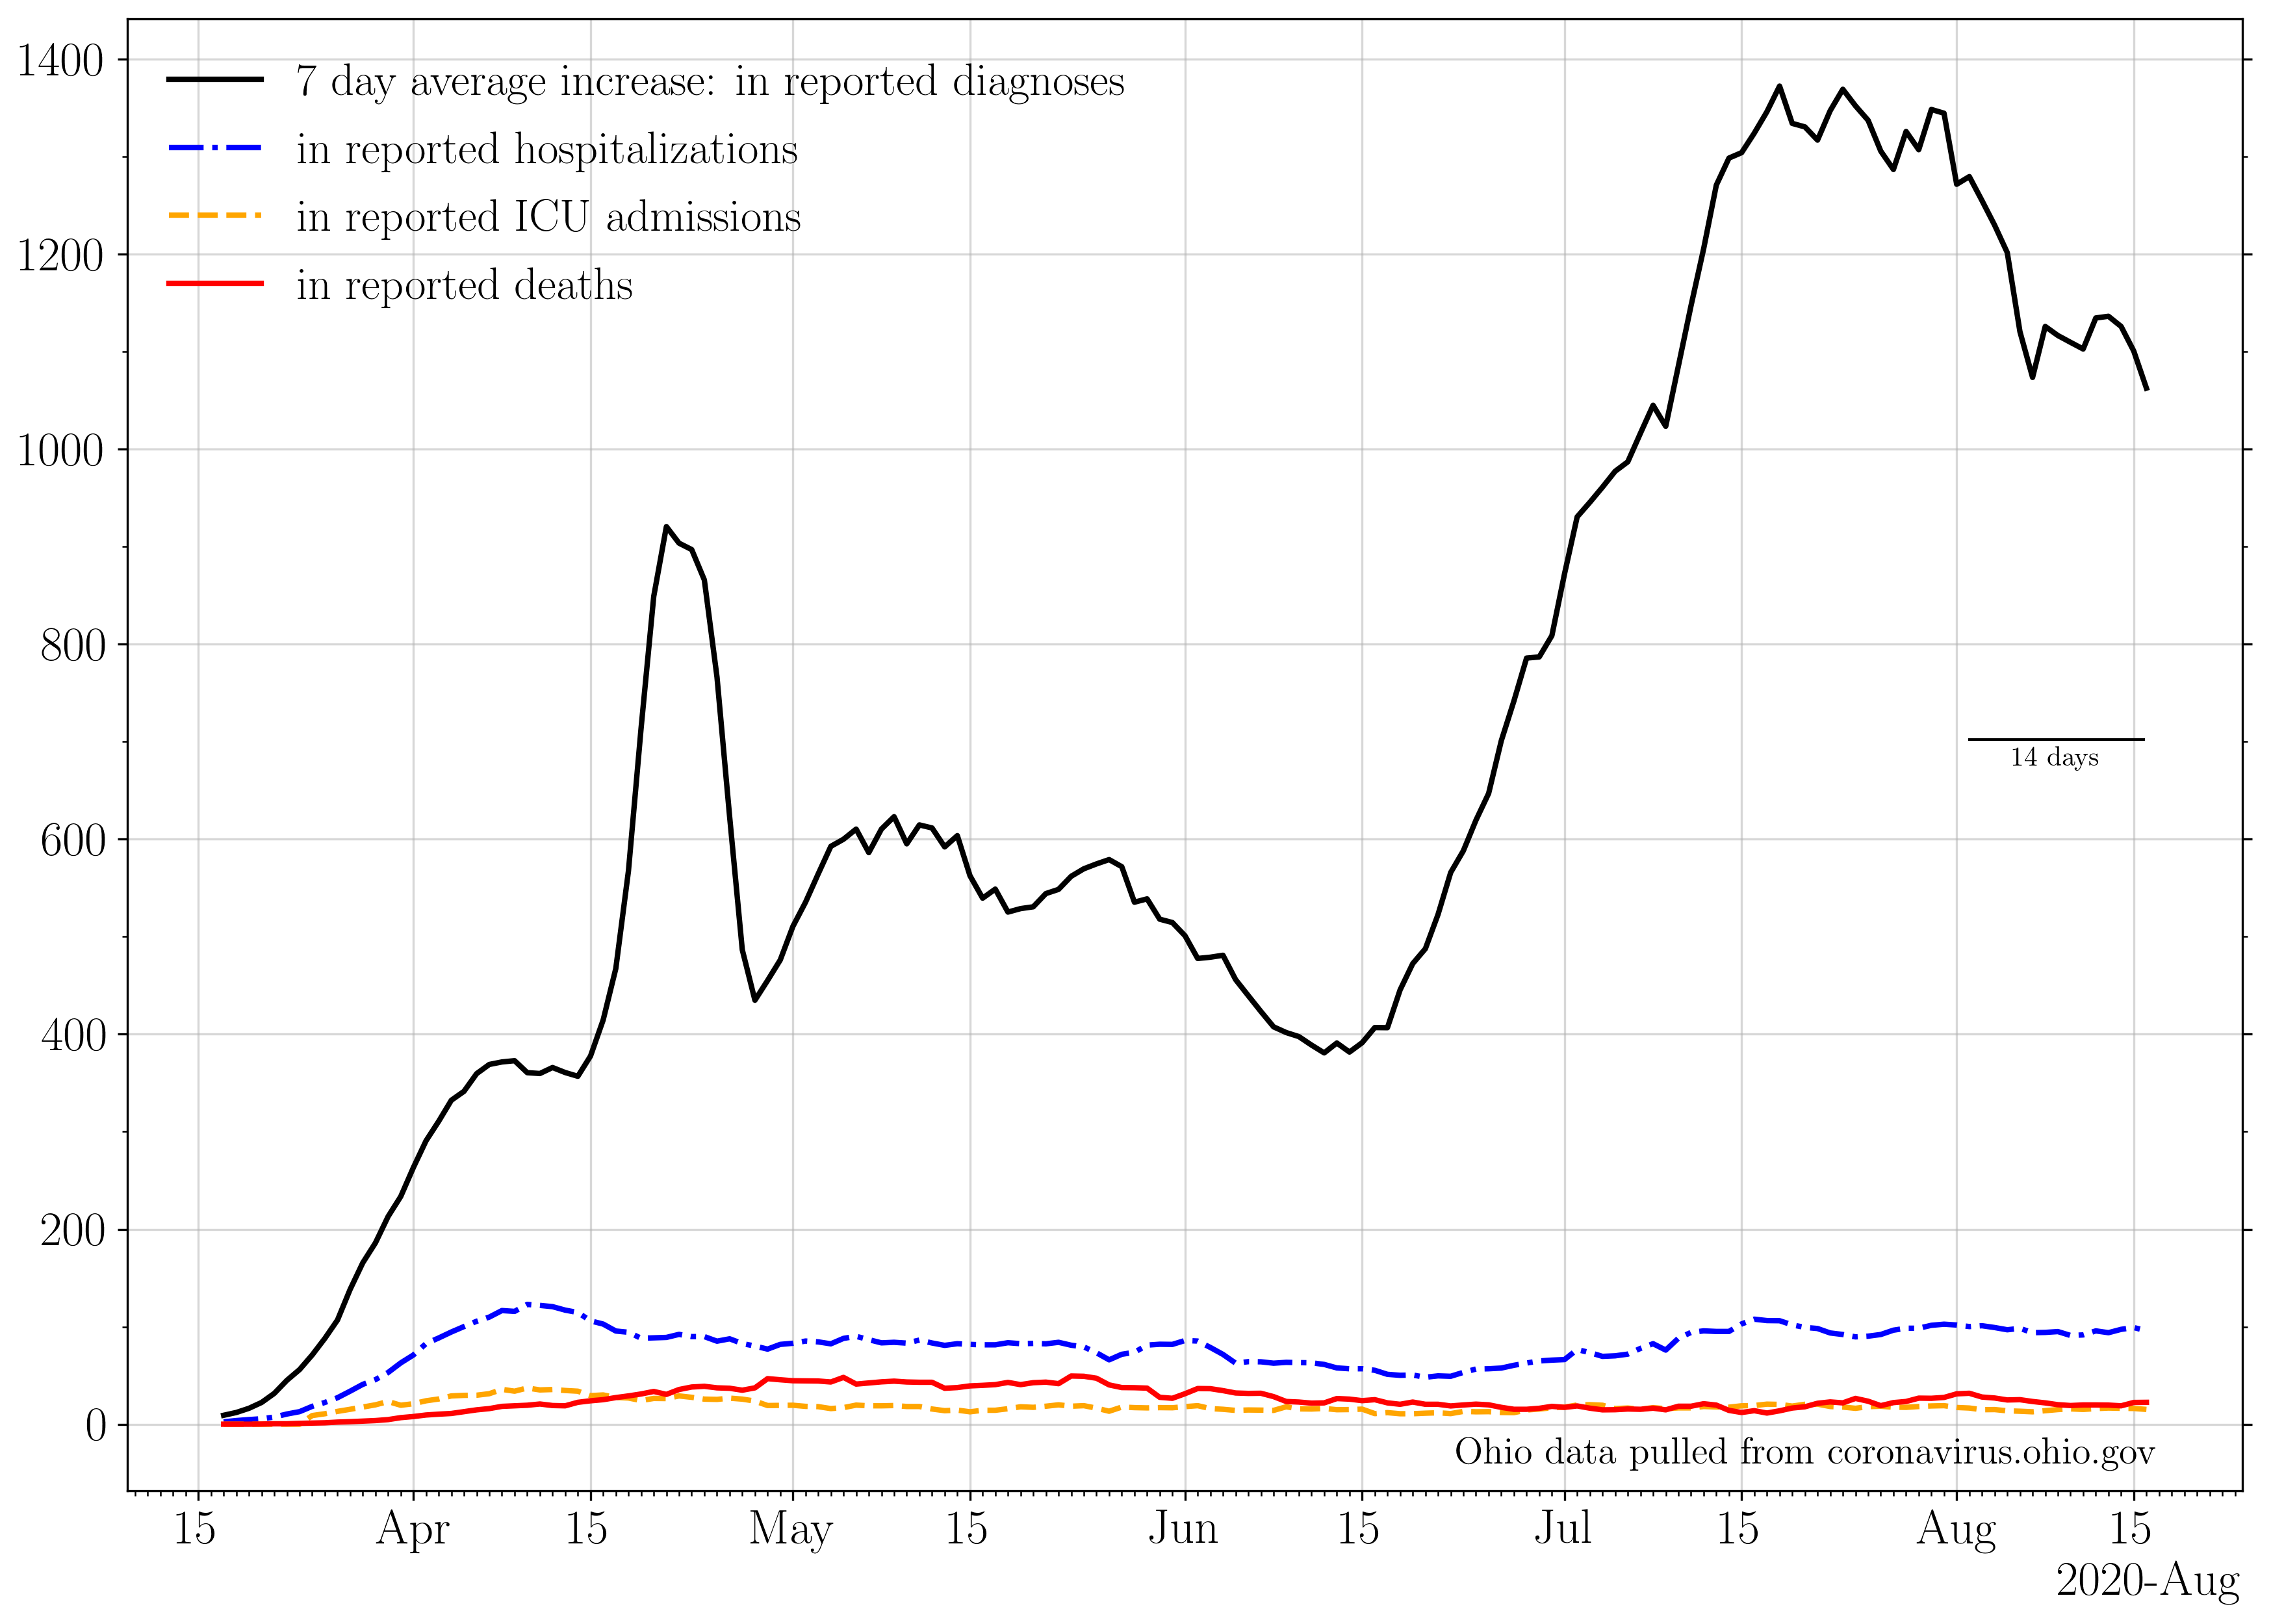 1400
1200
1000
800
600
400
200
0
7 day average increase: in reported diagnoses
in reported hospitalizations
in reported ICU admissions
in reported deaths
14 days
Ohio data pulled from coronavirus.ohio.gov
15 Apr 15 May 15 Jun 15 Jul 15 Aug 15
2020-Aug